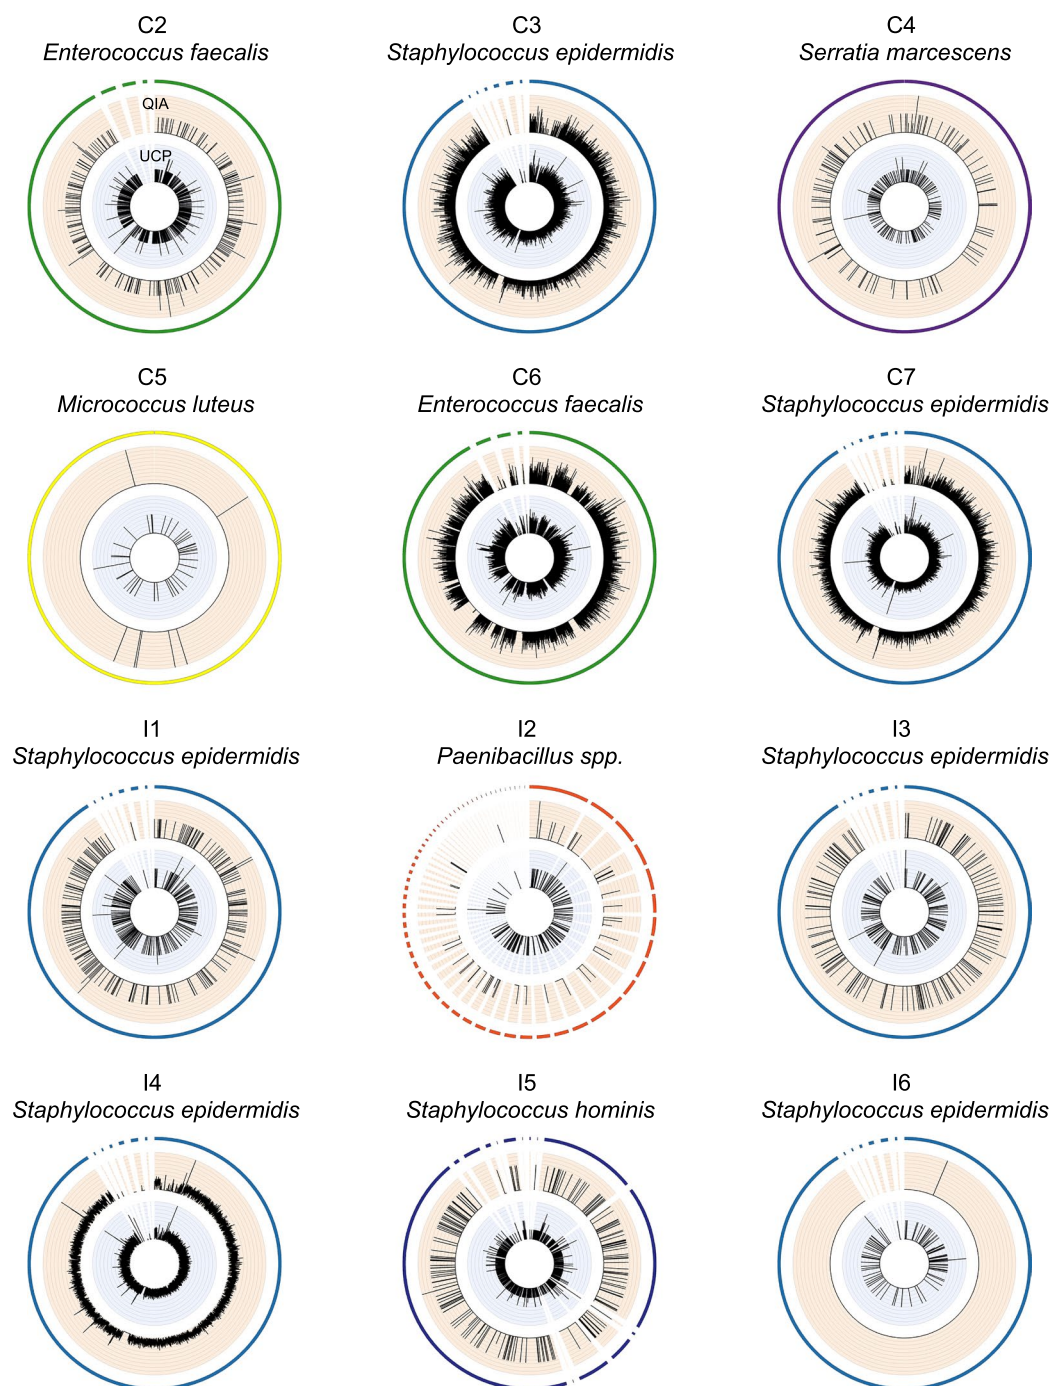 C2
Enterococcus faecalis
QIA
UCP
C3
Staphylococcus epidermidis
C4
Serratia marcescens
C5
Micrococcus luteus
C6
Enterococcus faecalis
C7
Staphylococcus epidermidis
I1
Staphylococcus epidermidis
I2
Paenibacillus spp.
I3
Staphylococcus epidermidis
I4
Staphylococcus epidermidis
I5
Staphylococcus hominis
I6
Staphylococcus epidermidis